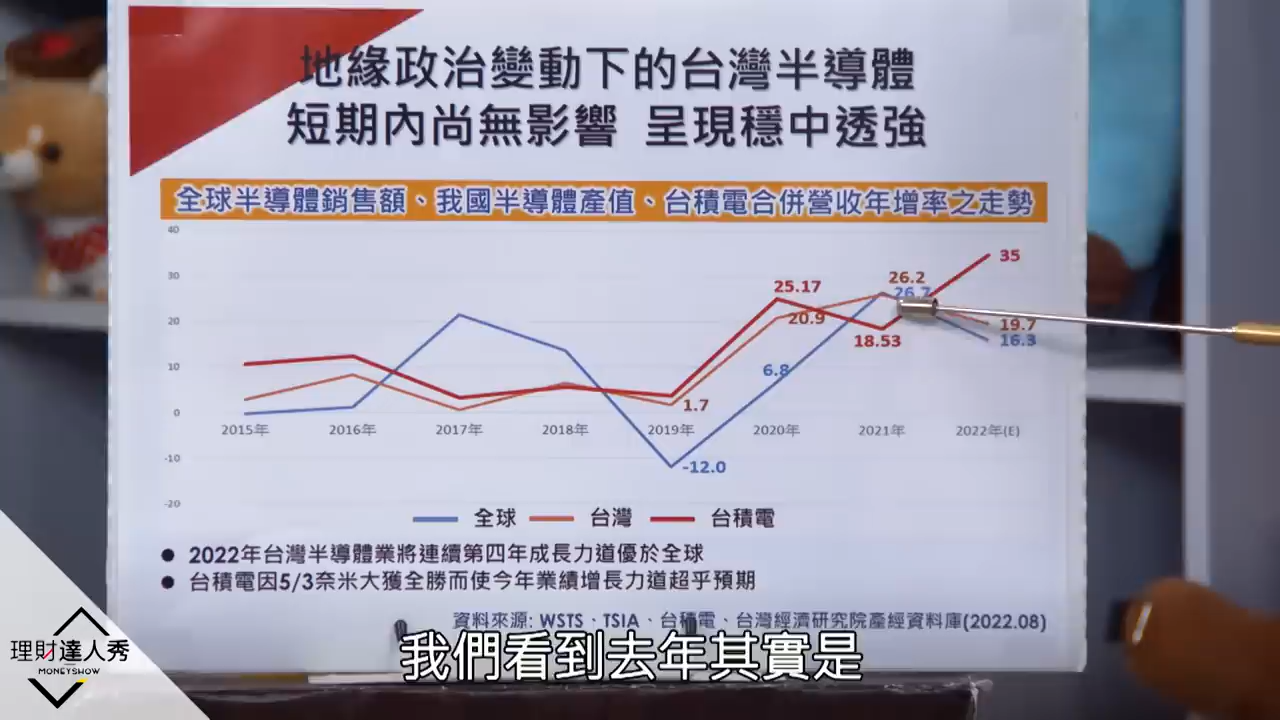 地緣政治變動下的台灣半導體
短期內尚無影響 呈現穩中透強
全球半導體銷售額、我國半導體產值、台積電合併營收年增率之走勢
40
30
20
10
0
-10
-20
35
26.2
26.7
25.17
20.9
19.7
18.53
16.3
6.8
1.7
-12.0
2015年 2016年 2017年 2018年 2019年 2020年 2021年 2022年(E)
全球 台灣 台積電
● 2022年台灣半導體業將連續第四年成長力道優於全球
● 台積電因5/3奈米大獲全勝而使今年業績增長力道超乎預期
資料來源: WSTS、TSIA、台積電、台灣經濟研究院產經資料庫(2022.08)
我們看到去年其實是
理財達人秀
MONEYSHOW